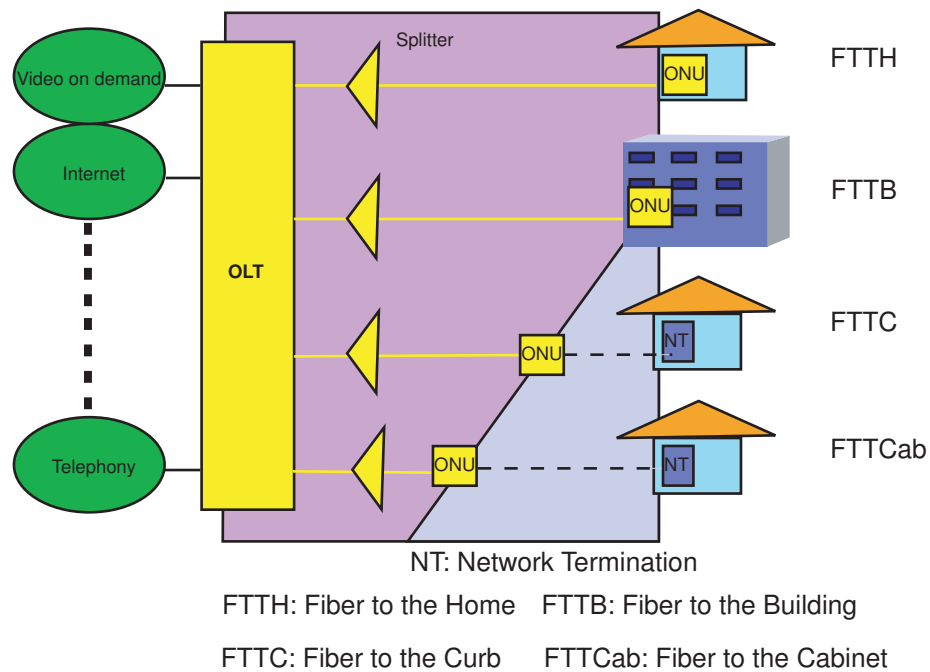 Splitter
Video on demand
ONU
FTTH
Internet
ONU
FTTB
OLT
FTTC
ONU
NT
FTTCab
Telephony
ONU
NT
NT: Network Termination
FTTH: Fiber to the Home FTTB: Fiber to the Building
FTTC: Fiber to the Curb FTTCab: Fiber to the Cabinet